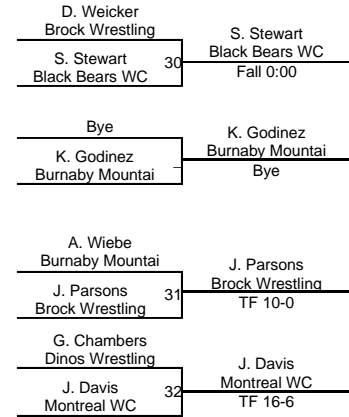 D. Weicker
Brock Wrestling
S. Stewart
Black Bears WC
30
S. Stewart
Black Bears WC
Fall 0:00
Bye
K. Godinez
Burnaby Mountai
K. Godinez
Burnaby Mountai
Bye
A. Wiebe
Burnaby Mountai
J. Parsons
Brock Wrestling
31
J. Parsons
Brock Wrestling
TF 10-0
G. Chambers
Dinos Wrestling
J. Davis
Montreal WC
32
J. Davis
Montreal WC
TF 16-6